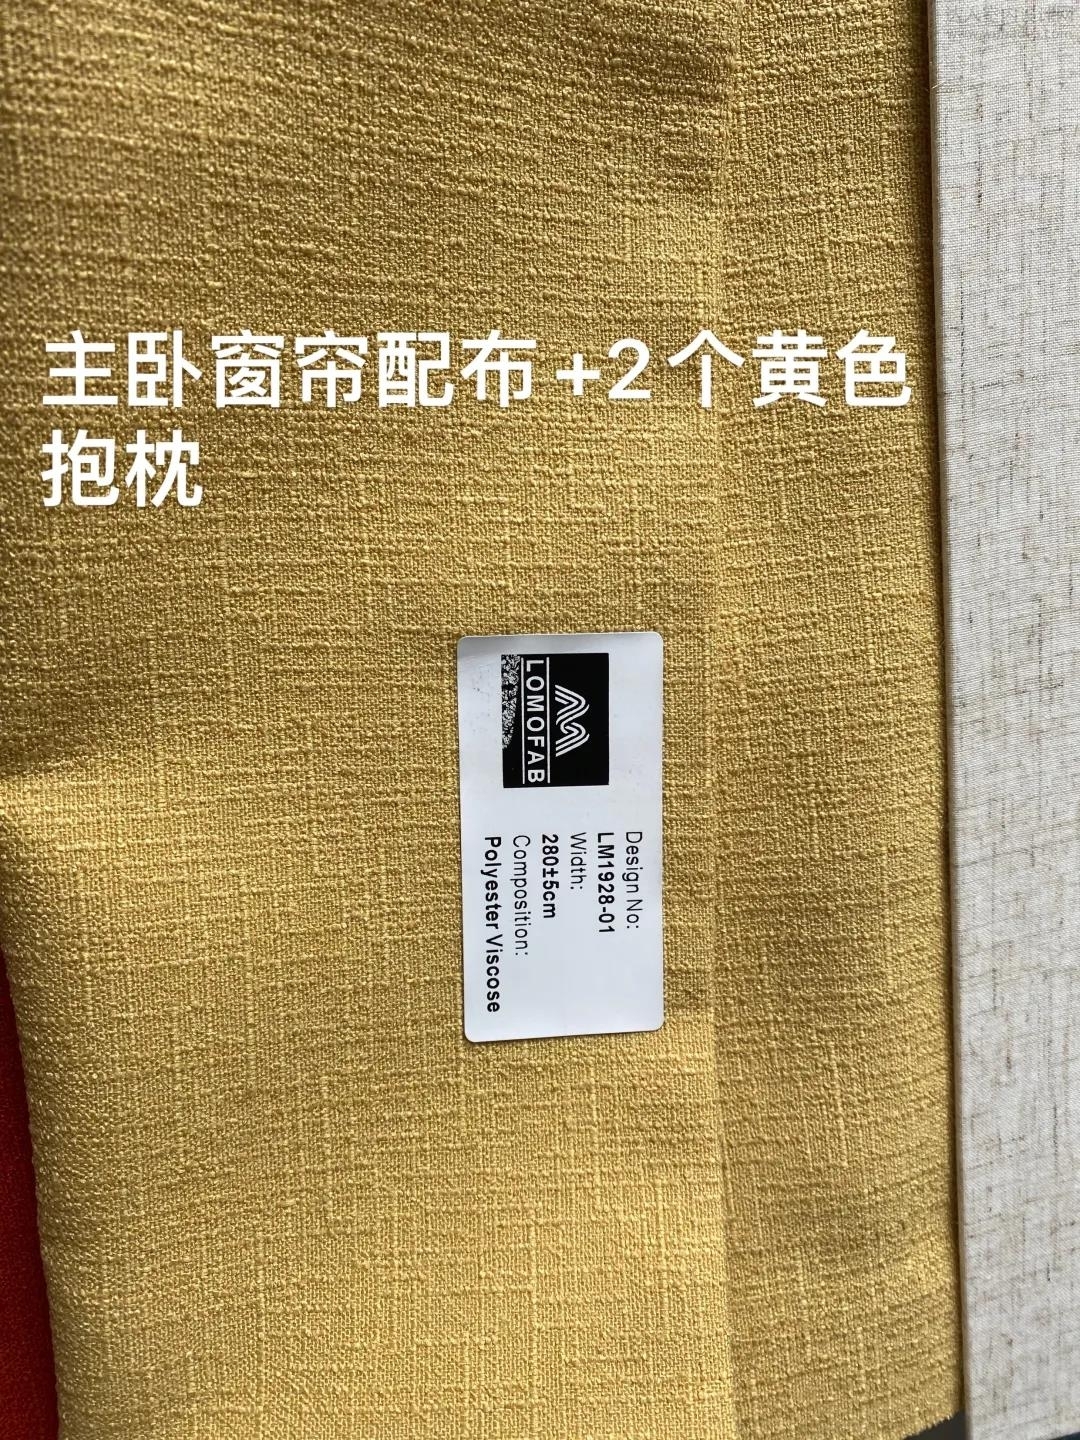 主卧窗帘配布+2个黄色
抱枕
LOMOFAB
Design No:
LM1928-01
Width:
280±5cm
Composition:
Polyester Viscose